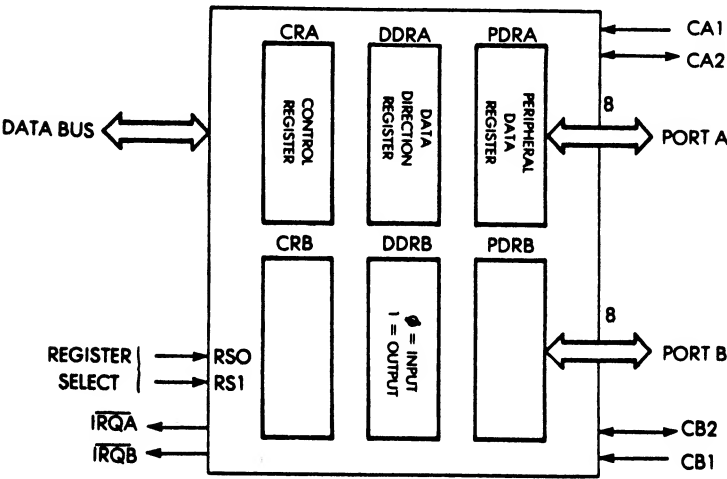 CRA
DDRA
PDRA
CA1
CA2
CONTROL
REGISTER
DATA
DIRECTION
REGISTER
PERIPHERAL
DATA
REGISTER
DATA BUS
8
PORT A
CRB
DDRB
PDRB
0 = INPUT
1 = OUTPUT
8
PORT B
REGISTER
SELECT
RS0
RS1
IRQA
IRQB
CB2
CB1